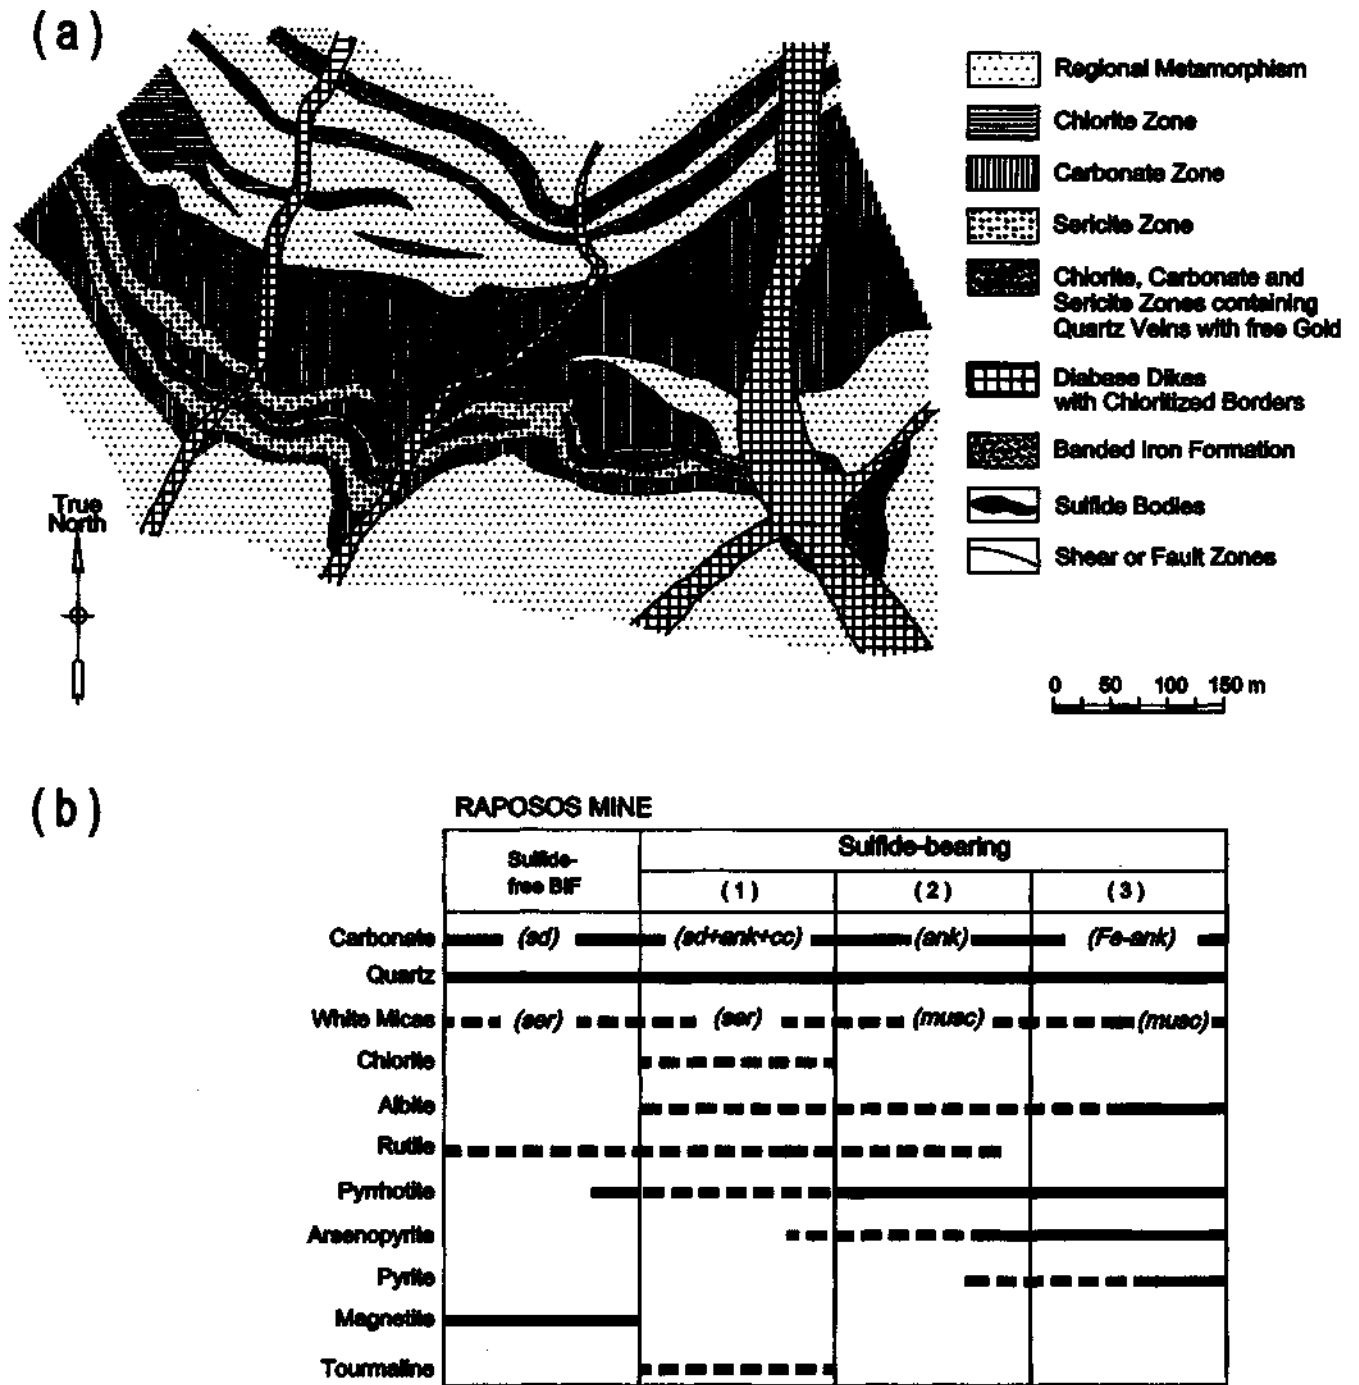 (a)
Regional Metamorphism
Chlorite Zone
Carbonate Zone
Sericite Zone
Chlorite, Carbonate and
Sericite Zones containing
Quartz Veins with free Gold
Diabase Dikes
with Chloritized Borders
Banded Iron Formation
Sulfide Bodies
Shear or Fault Zones
True
North
0 50 100 150 m
(b)
RAPOSOS MINE
Sulfide-
free BIF
Sulfide-bearing
(1) (2) (3)
Carbonate (sd) (sd+ank+cc) (ank) (Fe-ank)
Quartz
White Micas (ser) (ser) (musc) (musc)
Chlorite
Albite
Rutile
Pyrrhotite
Arsenopyrite
Pyrite
Magnetite
Tourmaline